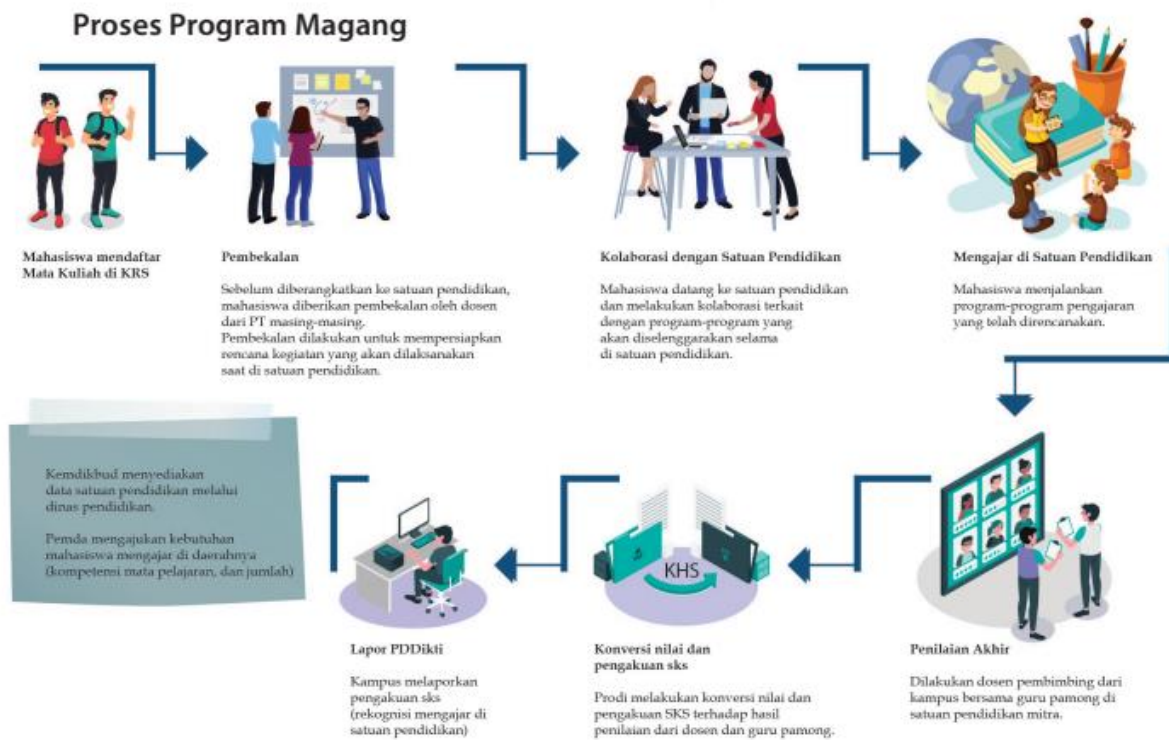 Proses Program Magang
Mahasiswa mendaftar
Mata Kuliah di KRS
Pembekalan
Sebelum diberangkatkan ke satuan pendidikan,
mahasiswa diberikan pembekalan oleh dosen
dari PT masing-masing.
Pembekalan dilakukan untuk mempersiapkan
rencana kegiatan yang akan dilaksanakan
saat di satuan pendidikan.
Kolaborasi dengan Satuan Pendidikan
Mahasiswa datang ke satuan pendidikan
dan melakukan kolaborasi terkait
dengan program-program yang
akan diselenggarakan selama
di satuan pendidikan.
Mengajar di Satuan Pendidikan
Mahasiswa menjalankan
program-program pengajaran
yang telah direncanakan.
Kemdikbud menyediakan
data satuan pendidikan melalui
dinas pendidikan.
Pemda mengajukan kebutuhan
mahasiswa mengajar di daerahnya
(kompetensi mata pelajaran, dan jumlah)
Lapor PDDikti
Kampus melaporkan
pengakuan sks
(rekognisi mengajar di
satuan pendidikan)
KHS
Konversi nilai dan
pengakuan sks
Prodi melakukan konversi nilai dan
pengakuan SKS terhadap hasil
penilaian dari dosen dan guru pamong.
Penilaian Akhir
Dilakukan dosen pembimbing dari
kampus bersama guru pamong di
satuan pendidikan mitra.